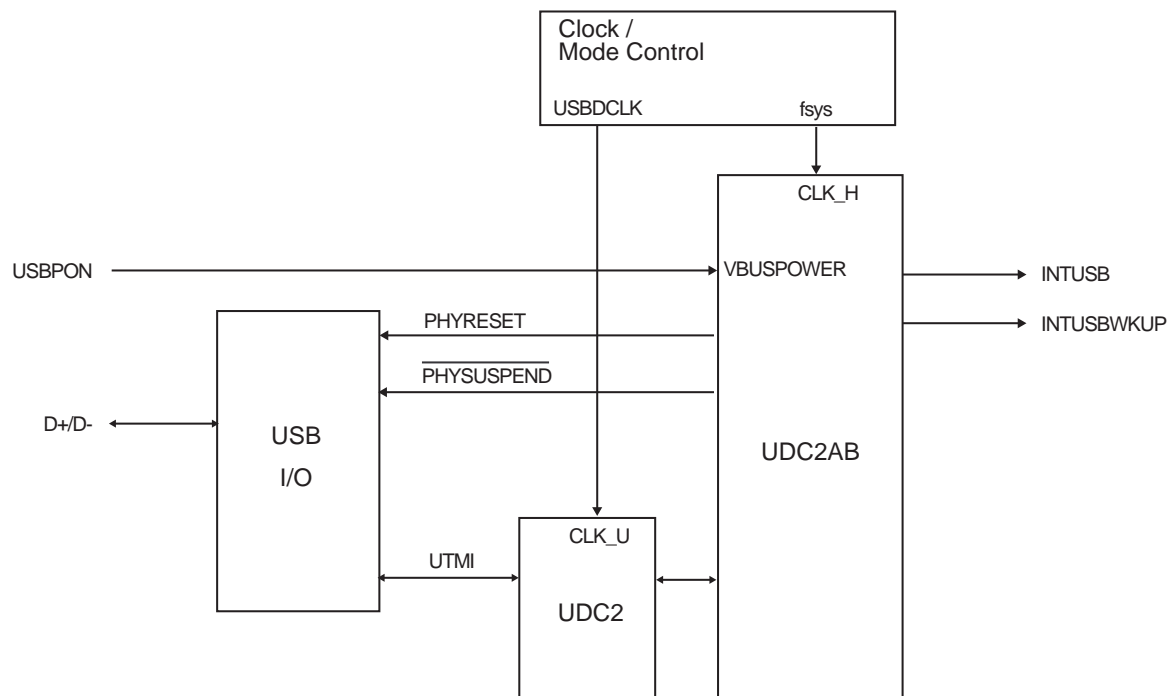 Clock /
Mode Control
USBDCLK
fsys
CLK_H
USBPON
VBUSPOWER
INTUSB
PHYRESET
INTUSBWKUP
PHYSUSPEND
D+/D-
USB
I/O
UDC2AB
CLK_U
UTMI
UDC2